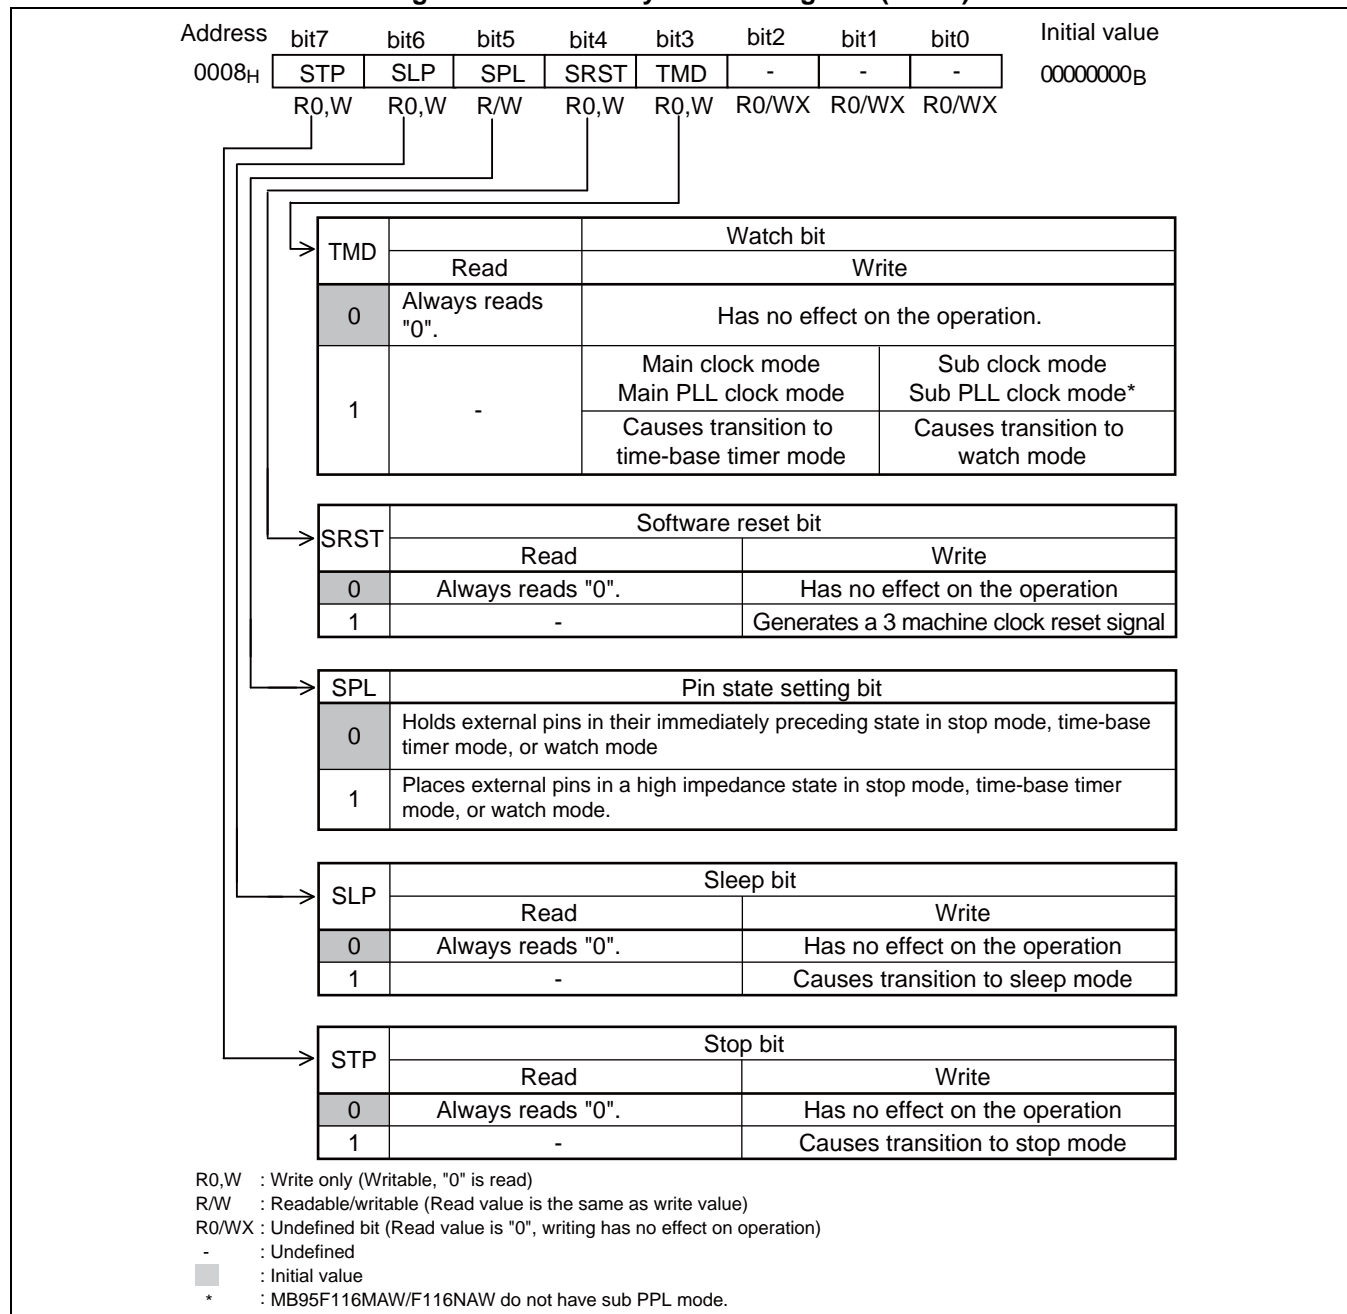 Address bit7 bit6 bit5 bit4 bit3 bit2 bit1 bit0 Initial value
0008H STP SLP SPL SRST TMD - - - 00000000B
R0,W R0,W R/W R0,W R0,W R0/WX R0/WX R0/WX
TMD Watch bit
Read Write
0 Always reads "0". Has no effect on the operation.
1 - Main clock mode Sub clock mode
Main PLL clock mode Sub PLL clock mode*
Causes transition to Causes transition to
time-base timer mode watch mode
SRST Software reset bit
Read Write
0 Always reads "0". Has no effect on the operation
1 - Generates a 3 machine clock reset signal
SPL Pin state setting bit
0 Holds external pins in their immediately preceding state in stop mode, time-base
timer mode, or watch mode
1 Places external pins in a high impedance state in stop mode, time-base timer
mode, or watch mode.
SLP Sleep bit
Read Write
0 Always reads "0". Has no effect on the operation
1 - Causes transition to sleep mode
STP Stop bit
Read Write
0 Always reads "0". Has no effect on the operation
1 - Causes transition to stop mode
R0,W : Write only (Writable, "0" is read)
R/W : Readable/writable (Read value is the same as write value)
R0/WX : Undefined bit (Read value is "0", writing has no effect on operation)
- : Undefined
: Initial value
* : MB95F116MAW/F116NAW do not have sub PPL mode.